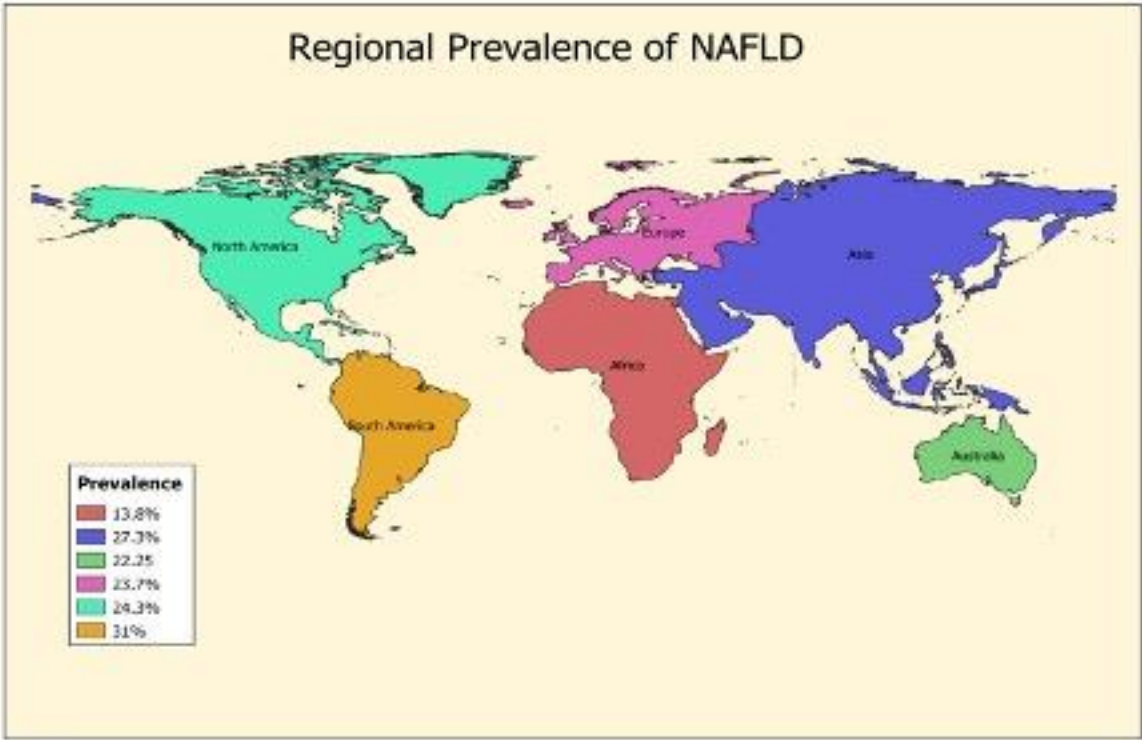 Regional Prevalence of NAFLD
North America
Europe
Asia
Africa
South America
Australia
Prevalence
13.8%
27.3%
22.25
23.7%
24.3%
31%